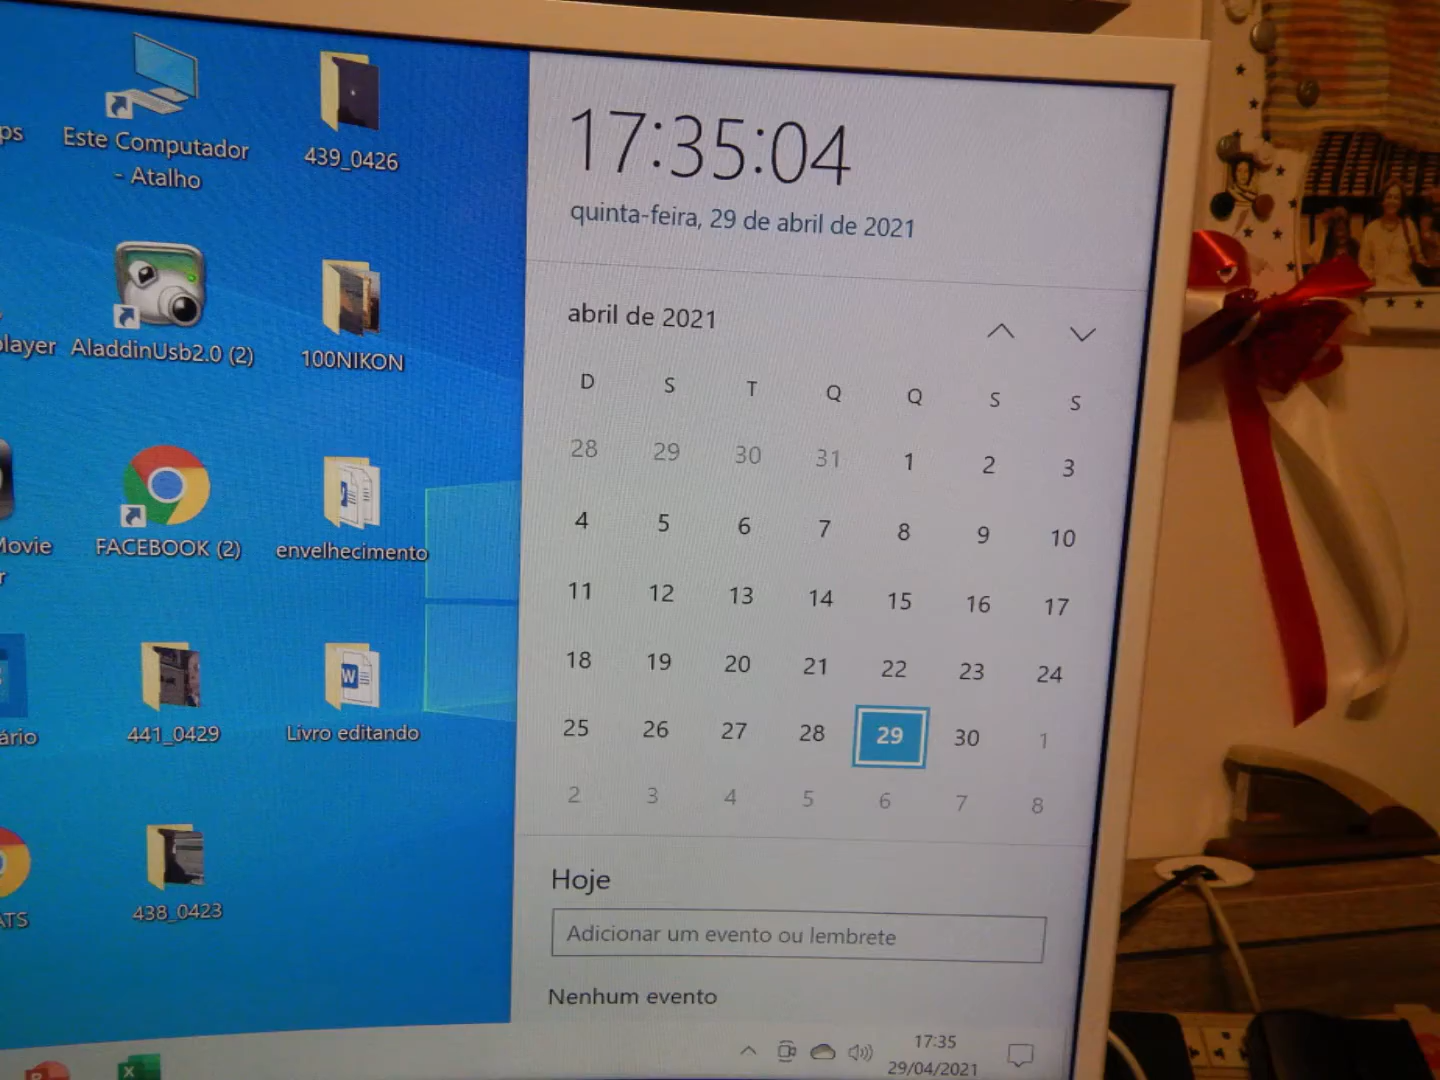 ps
Este Computador
- Atalho
439_0426
player
AladdinUsb2.0 (2)
100NIKON
Movie
r
FACEBOOK (2)
envelhecimento
ário
441_0429
Livro editando
ATS
438_0423
17:35:04
quinta-feira, 29 de abril de 2021
abril de 2021
D S T Q Q S S
28 29 30 31 1 2 3
4 5 6 7 8 9 10
11 12 13 14 15 16 17
18 19 20 21 22 23 24
25 26 27 28 29 30 1
2 3 4 5 6 7 8
Hoje
Adicionar um evento ou lembrete
Nenhum evento
17:35
29/04/2021